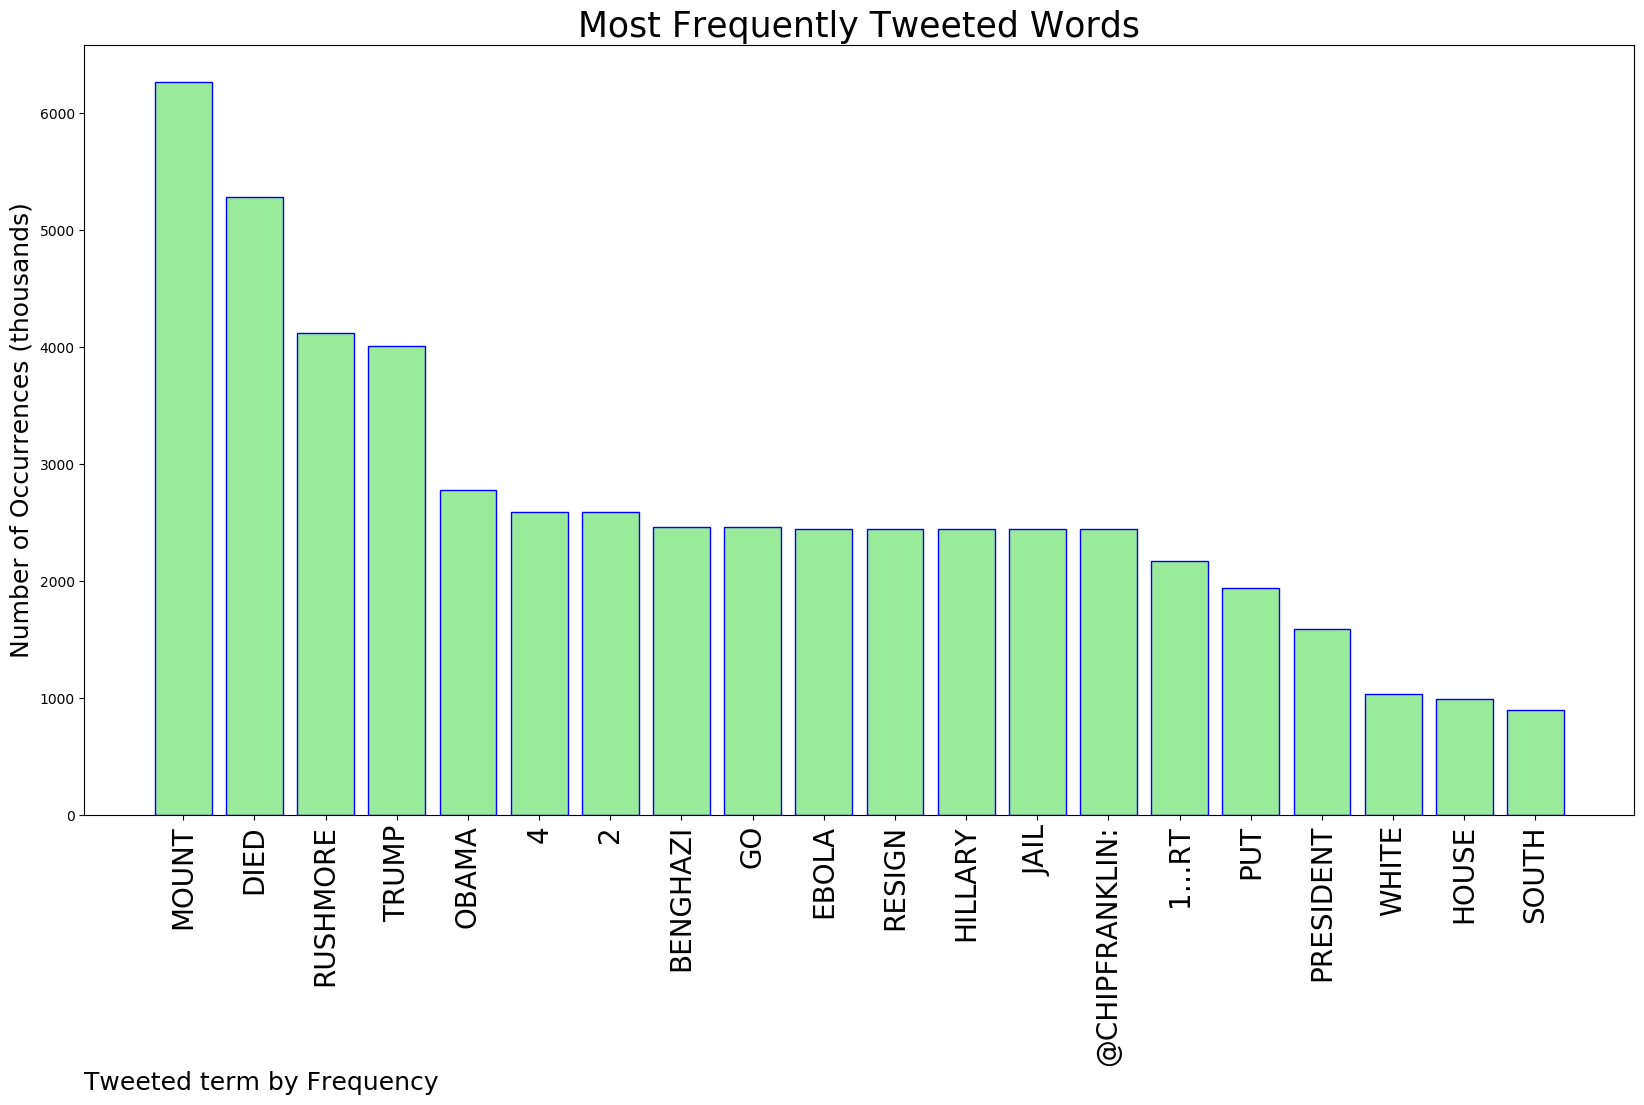 Most Frequently Tweeted Words
Number of Occurrences (thousands)
6000
5000
4000
3000
2000
1000
0
MOUNT
DIED
RUSHMORE
TRUMP
OBAMA
4
2
BENGHAZI
GO
EBOLA
RESIGN
HILLARY
JAIL
@CHIPFRANKLIN:
1....RT
PUT
PRESIDENT
WHITE
HOUSE
SOUTH
Tweeted term by Frequency